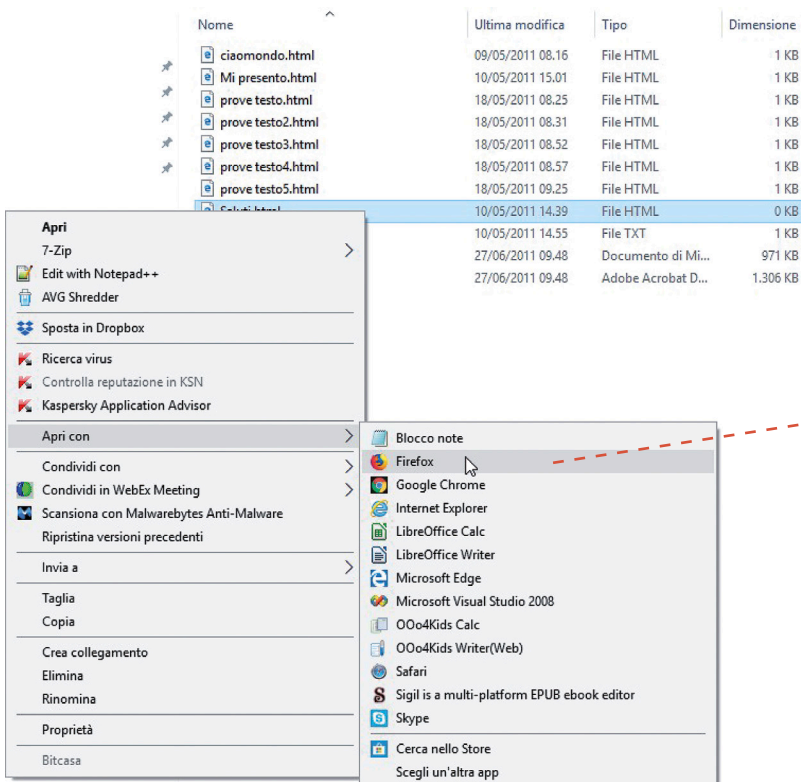 Nome Ultima modifica Tipo Dimensione
ciaomondo.html 09/05/2011 08.16 File HTML 1 KB
Mi presento.html 10/05/2011 15.01 File HTML 1 KB
prove testo.html 18/05/2011 08.25 File HTML 1 KB
prove testo2.html 18/05/2011 08.31 File HTML 1 KB
prove testo3.html 18/05/2011 08.52 File HTML 1 KB
prove testo4.html 18/05/2011 08.57 File HTML 1 KB
prove testo5.html 18/05/2011 09.25 File HTML 1 KB
Saluti.html 10/05/2011 14.39 File HTML 0 KB
10/05/2011 14.55 File TXT 1 KB
27/06/2011 09.48 Documento di Mi... 971 KB
27/06/2011 09.48 Adobe Acrobat D... 1.306 KB
Apri
7-Zip
Edit with Notepad++
AVG Shredder
Sposta in Dropbox
Ricerca virus
Controlla reputazione in KSN
Kaspersky Application Advisor
Apri con
Condividi con
Condividi in WebEx Meeting
Scansiona con Malwarebytes Anti-Malware
Ripristina versioni precedenti
Invia a
Taglia
Copia
Crea collegamento
Elimina
Rinomina
Proprietà
Bitcasa
Blocco note
Firefox
Google Chrome
Internet Explorer
LibreOffice Calc
LibreOffice Writer
Microsoft Edge
Microsoft Visual Studio 2008
OOo4Kids Calc
OOo4Kids Writer(Web)
Safari
Sigil is a multi-platform EPUB ebook editor
Skype
Cerca nello Store
Scegli un'altra app